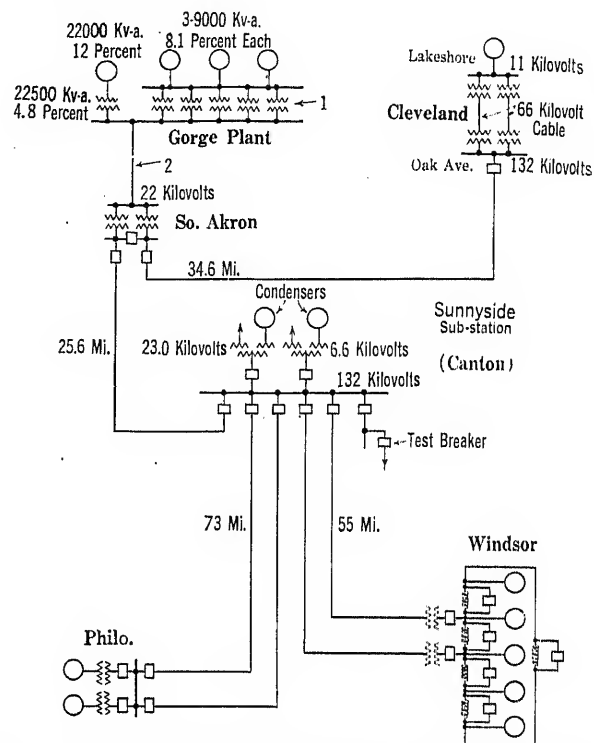 22000 Kv-a.
12 Percent
3-9000 Kv-a.
8.1 Percent Each
22500 Kv-a.
4.8 Percent
1
Gorge Plant
2
22 Kilovolts
So. Akron
34.6 Mi.
Lakeshore
11 Kilovolts
Cleveland
66 Kilovolt
Cable
Oak Ave.
132 Kilovolts
25.6 Mi.
Condensers
23.0 Kilovolts
6.6 Kilovolts
Sunnyside
Sub-station
(Canton)
132 Kilovolts
Test Breaker
73 Mi.
55 Mi.
Windsor
Philo.